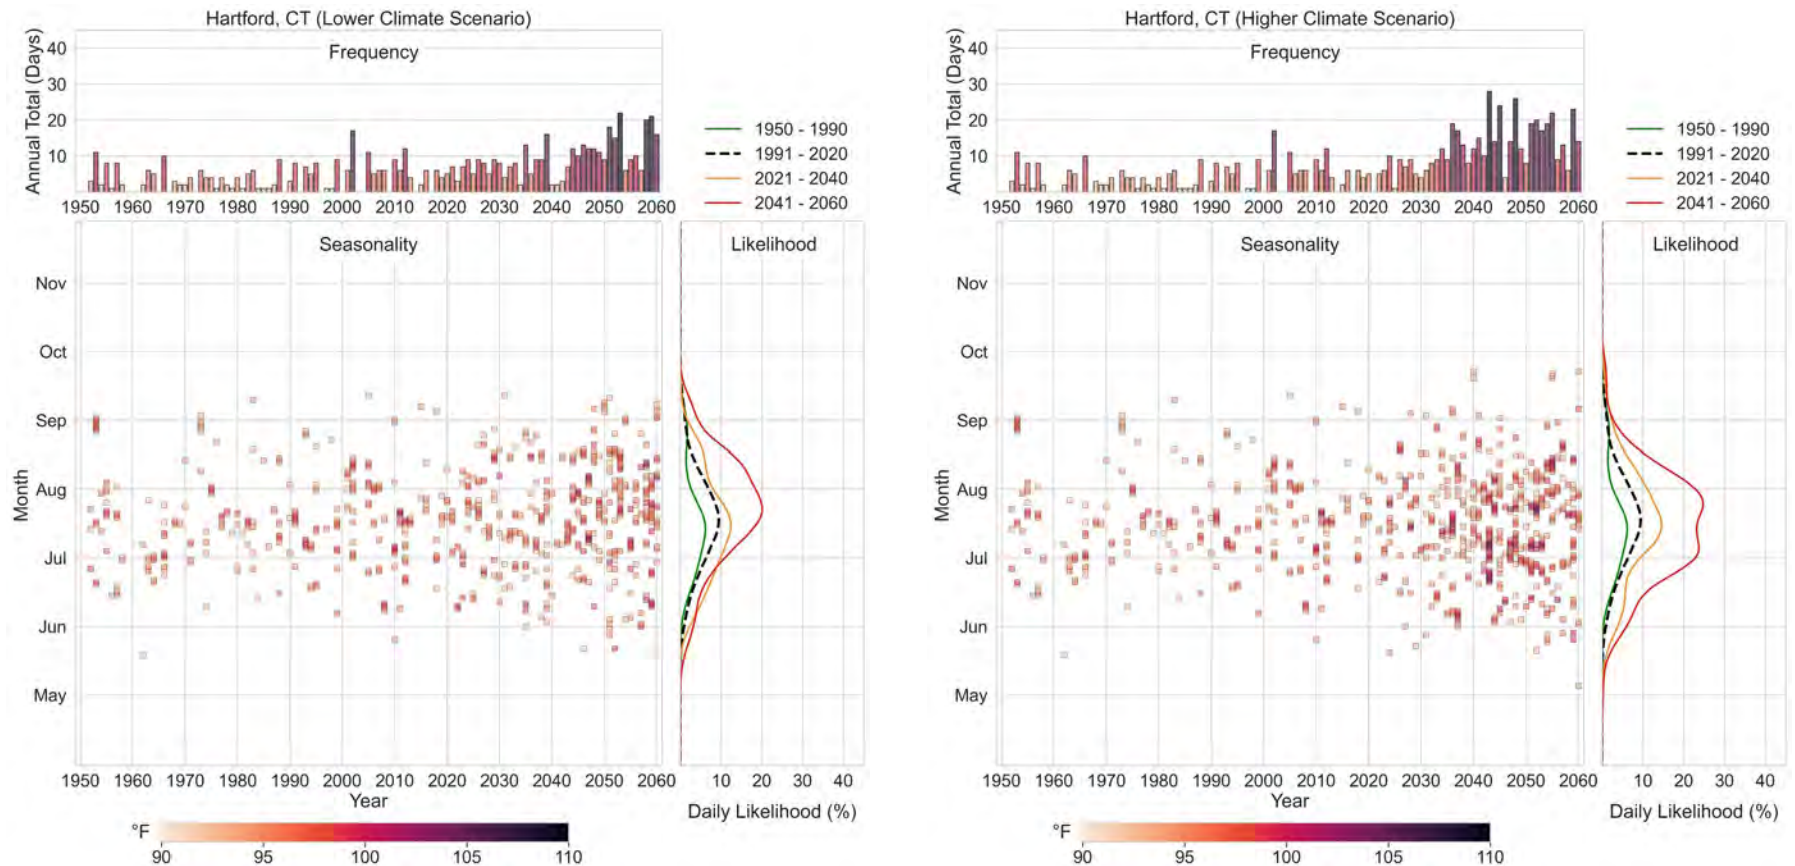 Hartford, CT (Lower Climate Scenario)
Frequency
Annual Total (Days)
40
30
20
10
1950 1960 1970 1980 1990 2000 2010 2020 2030 2040 2050 2060
1950 - 1990
1991 - 2020
2021 - 2040
2041 - 2060
Seasonality
Likelihood
Month
Nov
Oct
Sep
Aug
Jul
Jun
May
1950 1960 1970 1980 1990 2000 2010 2020 2030 2040 2050 2060
Year
10 20 30 40
Daily Likelihood (%)
°F
90 95 100 105 110
Hartford, CT (Higher Climate Scenario)
Frequency
Annual Total (Days)
40
30
20
10
1950 1960 1970 1980 1990 2000 2010 2020 2030 2040 2050 2060
1950 - 1990
1991 - 2020
2021 - 2040
2041 - 2060
Seasonality
Likelihood
Month
Nov
Oct
Sep
Aug
Jul
Jun
May
1950 1960 1970 1980 1990 2000 2010 2020 2030 2040 2050 2060
Year
10 20 30 40
Daily Likelihood (%)
°F
90 95 100 105 110